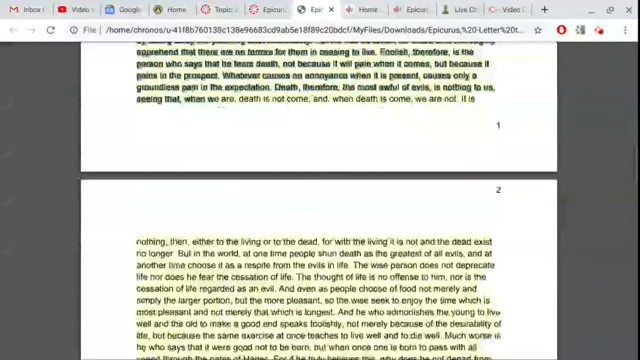 Inbox (
Video
Google
Home
Topic:
Epicurus
Epic
Home
Epicur
Live Cl
Video D
file:///home/chronos/
/MyFiles/Downloads/Epicurus,%20-Letter%20t...
apprehend that there are no terrors for them in ceasing to live. Foolish, therefore, is the
person who says that he fears death, not because it will pain when it comes, but because it
pains in the prospect. Whatever causes no annoyance when it is present, causes only a
groundless pain in the expectation. Death, therefore, the most awful of evils, is nothing to us,
seeing that, when we are, death is not come, and, when death is come, we are not. It is
1
2
nothing, then, either to the living or to the dead, for with the living it is not and the dead exist
no longer. But in the world, at one time people shun death as the greatest of all evils, and at
another time choose it as a respite from the evils in life. The wise person does not deprecate
life nor does he fear the cessation of life. The thought of life is no offense to him, nor is the
cessation of life regarded as an evil. And even as people choose of food not merely and
simply the larger portion, but the more pleasant, so the wise seek to enjoy the time which is
most pleasant and not merely that which is longest. And he who admonishes the young to live
well and the old to make a good end speaks foolishly, not merely because of the desirability of
life, but because the same exercise at once teaches to live well and to die well. Much worse is
he who says that it were good not to be born, but when once one is born to pass with all
speed through the gates of Hades. For if he truly believes this, why does he not depart from